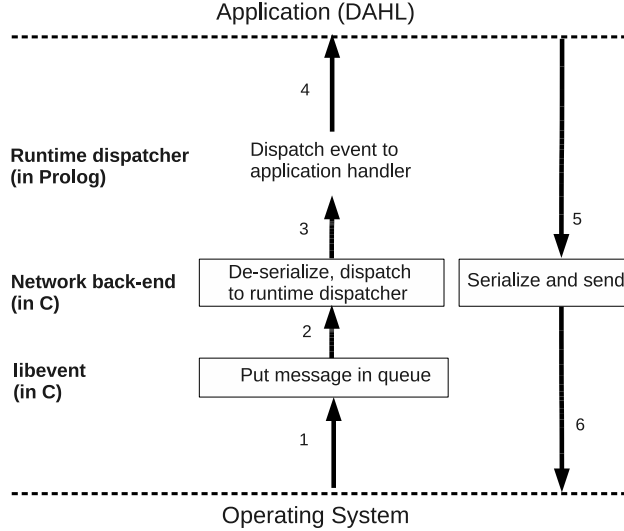 Application (DAHL)
4
Runtime dispatcher
(in Prolog)
Dispatch event to
application handler
3
5
Network back-end
(in C)
De-serialize, dispatch
to runtime dispatcher
Serialize and send
2
libevent
(in C)
Put message in queue
1
6
Operating System